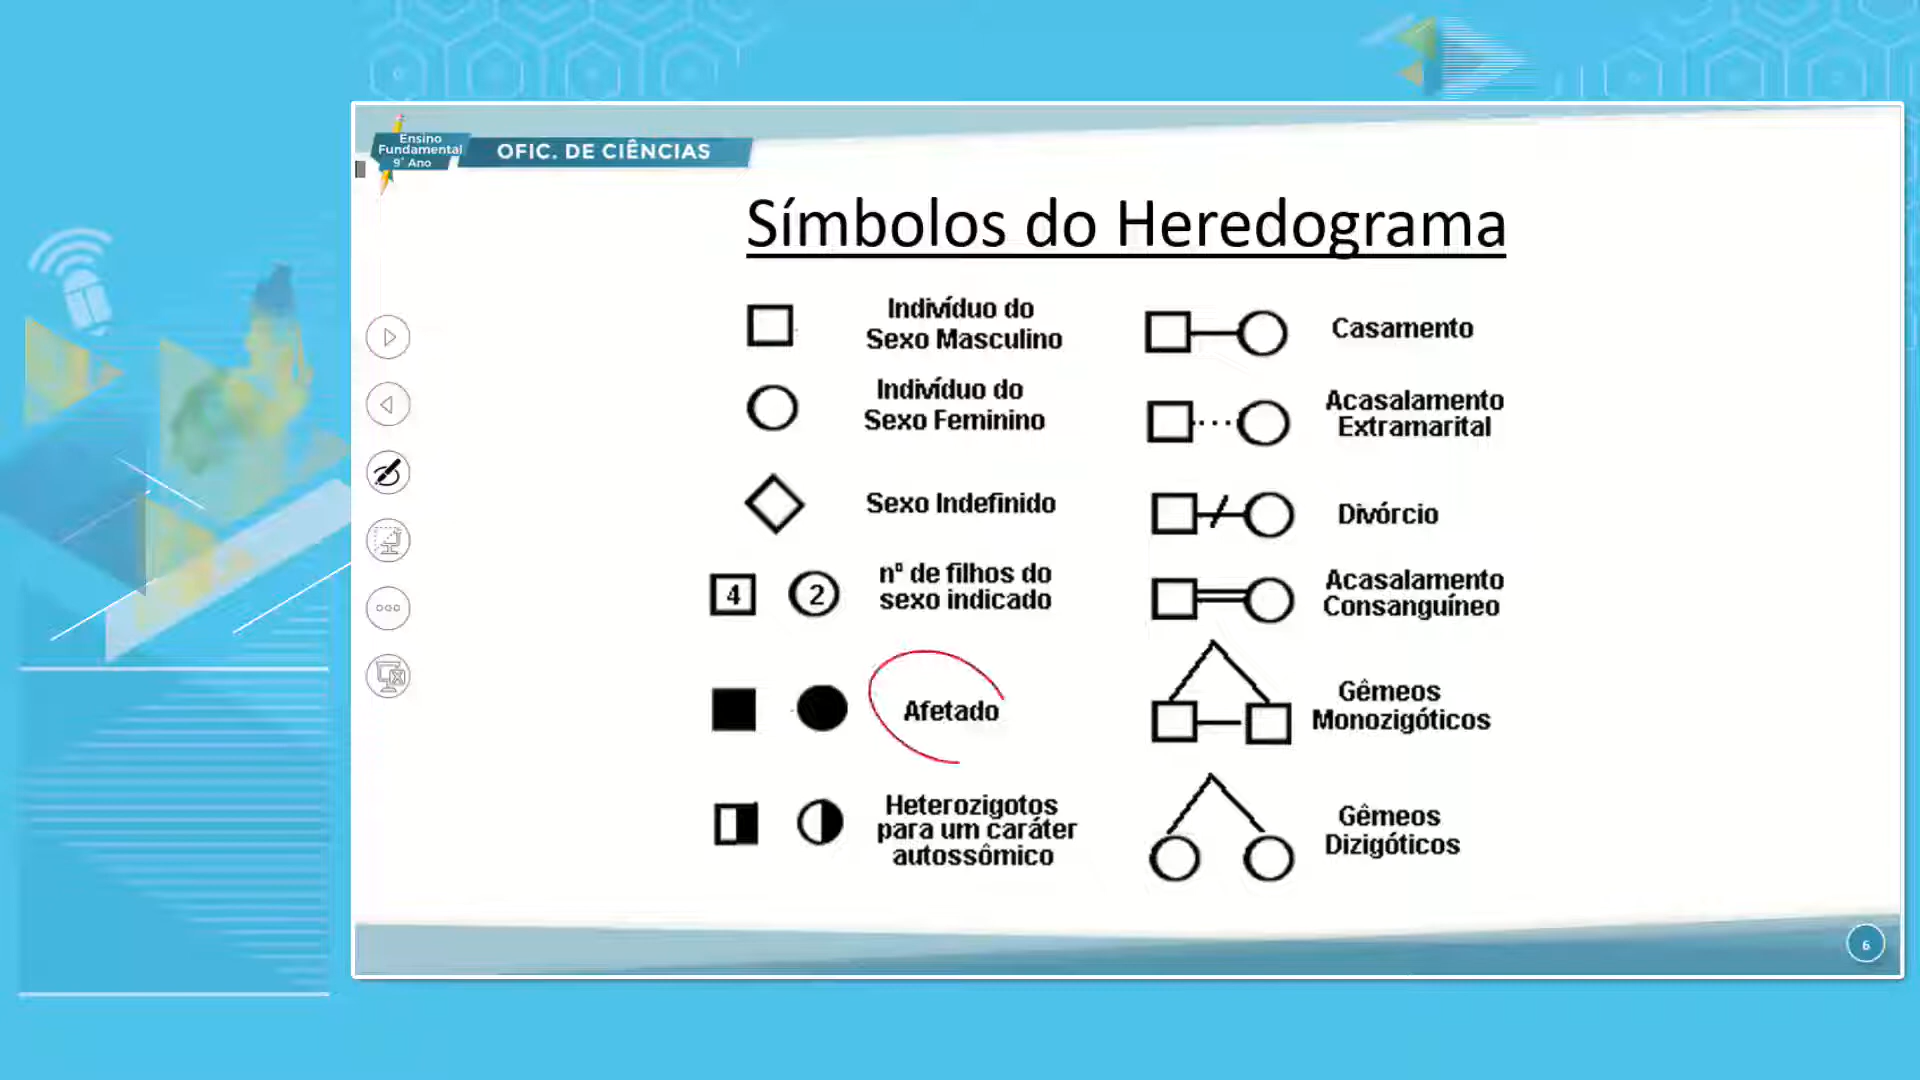 Ensino
Fundamental
9° Ano
OFIC. DE CIÊNCIAS
Símbolos do Heredograma
Indivíduo do
Sexo Masculino
Indivíduo do
Sexo Feminino
Sexo Indefinido
4 2
nº de filhos do
sexo indicado
Afetado
Heterozigotos
para um caráter
autossômico
Casamento
Acasalamento
Extramarital
Divórcio
Acasalamento
Consanguíneo
Gêmeos
Monozigóticos
Gêmeos
Dizigóticos
6